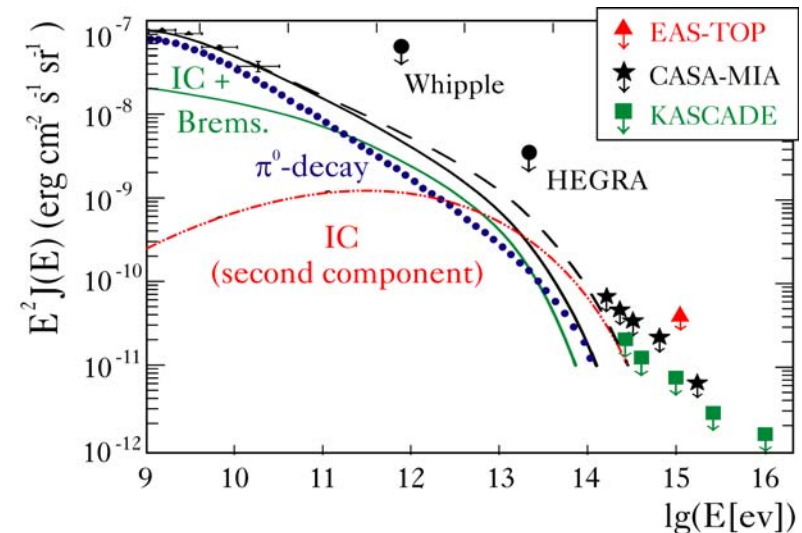 E² J(E) (erg cm⁻² s⁻¹ sr⁻¹)
10⁻⁷
10⁻⁸
10⁻⁹
10⁻¹⁰
10⁻¹¹
10⁻¹²
IC +
Brems.
π⁰-decay
IC
(second component)
Whipple
HEGRA
EAS-TOP
CASA-MIA
KASCADE
9 10 11 12 13 14 15 16
lg(E[ev)